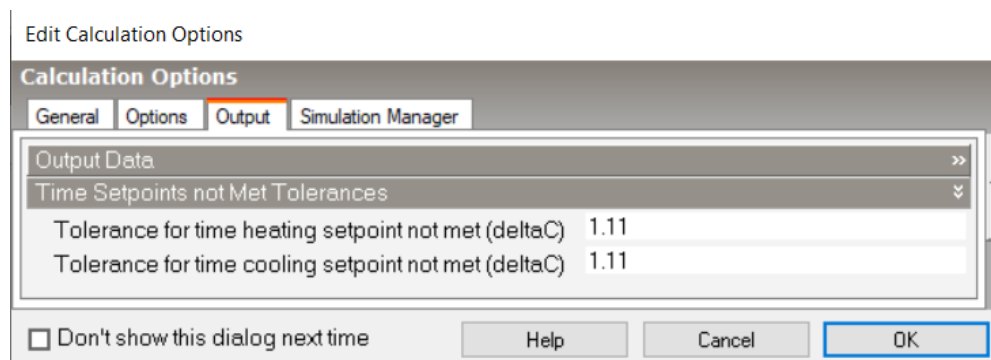 Edit Calculation Options
Calculation Options
General Options Output Simulation Manager
Output Data
Time Setpoints not Met Tolerances
Tolerance for time heating setpoint not met (deltaC) 1.11
Tolerance for time cooling setpoint not met (deltaC) 1.11
Don't show this dialog next time Help Cancel OK